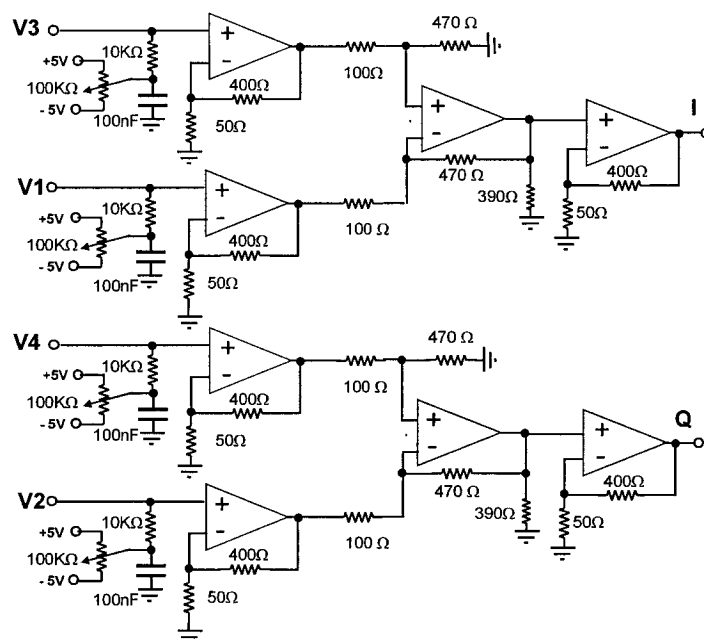 V3
+5V
10KΩ
100KΩ
- 5V
100nF
+
−
400Ω
50Ω
100Ω
470 Ω
+
−
470 Ω
390Ω
+
−
400Ω
50Ω
I
V1
+5V
10KΩ
100KΩ
- 5V
100nF
+
−
400Ω
50Ω
100 Ω
V4
+5V
10KΩ
100KΩ
- 5V
100nF
+
−
400Ω
50Ω
100 Ω
470 Ω
+
−
470 Ω
390Ω
+
−
400Ω
50Ω
Q
V2
+5V
10KΩ
100KΩ
- 5V
100nF
+
−
400Ω
50Ω
100 Ω